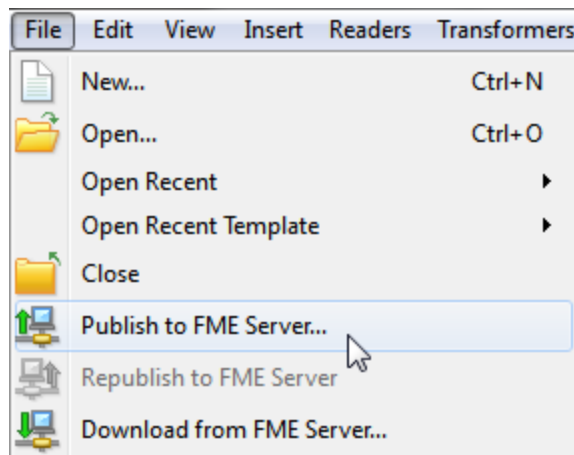 File Edit View Insert Readers Transformers
New... Ctrl+N
Open... Ctrl+O
Open Recent
Open Recent Template
Close
Publish to FME Server...
Republish to FME Server
Download from FME Server...